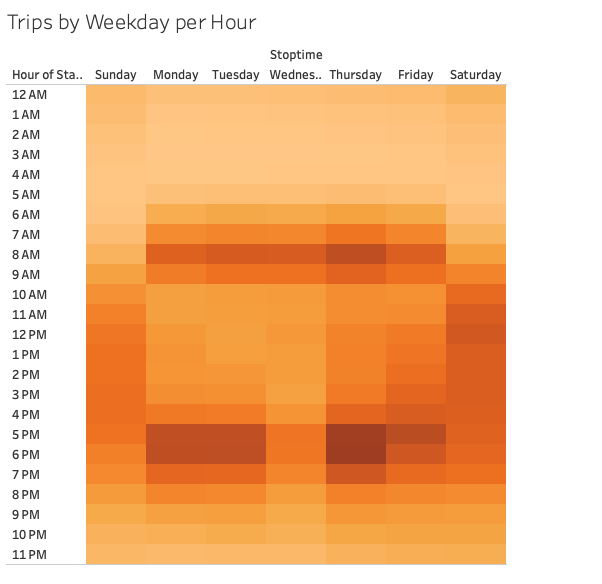 Trips by Weekday per Hour
Stoptime
Hour of Sta.. Sunday Monday Tuesday Wednes.. Thursday Friday Saturday
12 AM
1 AM
2 AM
3 AM
4 AM
5 AM
6 AM
7 AM
8 AM
9 AM
10 AM
11 AM
12 PM
1 PM
2 PM
3 PM
4 PM
5 PM
6 PM
7 PM
8 PM
9 PM
10 PM
11 PM